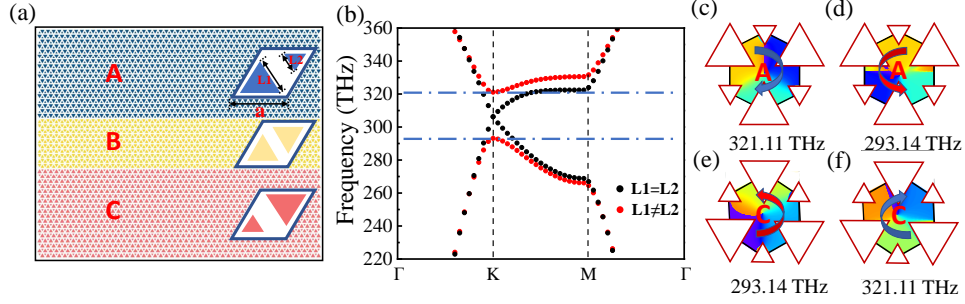 (a)
A
B
C
L1
L2
a
(b)
Frequency (THz)
360
340
320
300
280
260
240
220
Γ
K
M
Γ
L1=L2
L1≠L2
(c)
A
321.11 THz
(d)
A
293.14 THz
(e)
C
293.14 THz
(f)
C
321.11 THz